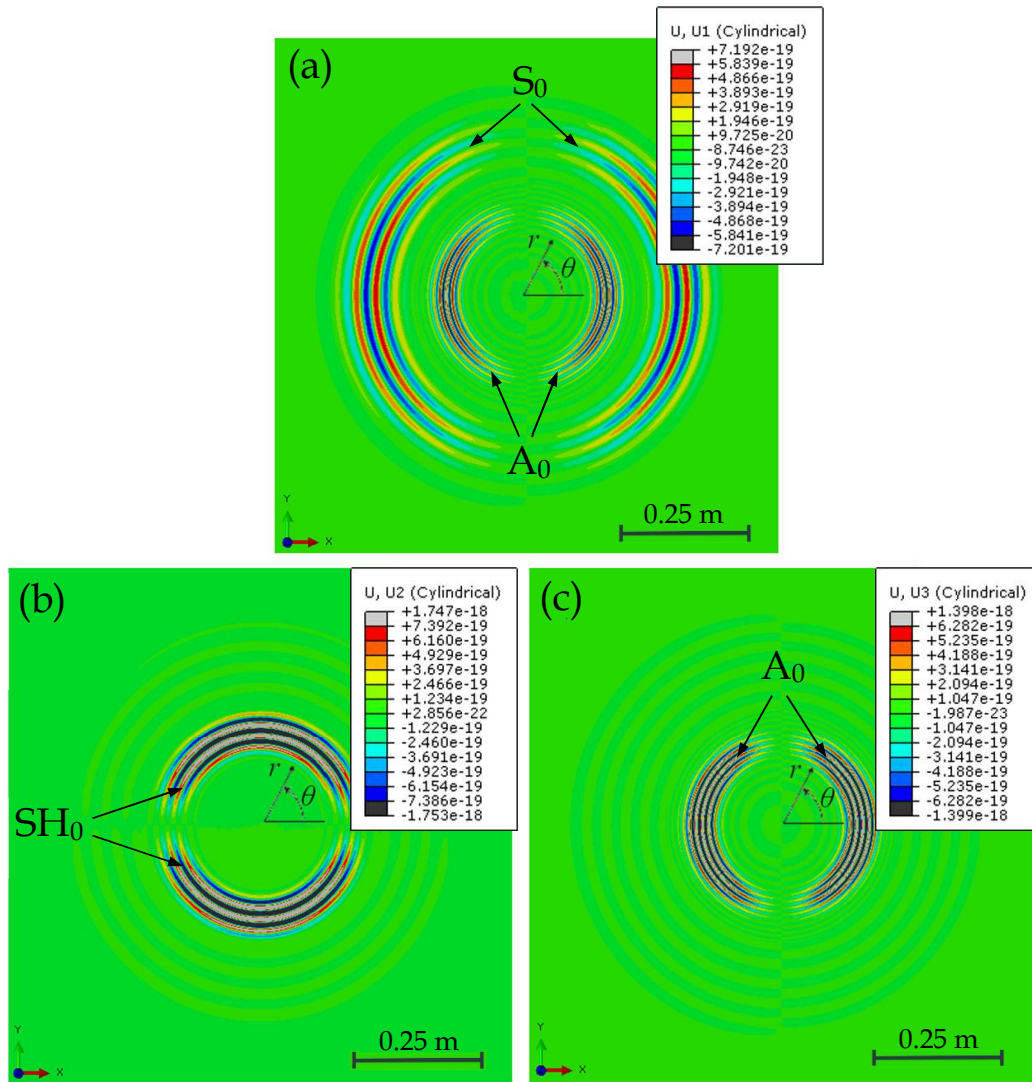 (a)
U, U1 (Cylindrical)
+7.192e-19
+5.839e-19
+4.866e-19
+3.893e-19
+2.919e-19
+1.946e-19
+9.725e-20
-8.746e-23
-9.742e-20
-1.948e-19
-2.921e-19
-3.894e-19
-4.868e-19
-5.841e-19
-7.201e-19
S0
r
θ
A0
0.25 m
Y
X
(b)
U, U2 (Cylindrical)
+1.747e-18
+7.392e-19
+6.160e-19
+4.929e-19
+3.697e-19
+2.466e-19
+1.234e-19
+2.856e-22
-1.229e-19
-2.460e-19
-3.691e-19
-4.923e-19
-6.154e-19
-7.386e-19
-1.753e-18
r
θ
SH0
0.25 m
Y
X
(c)
U, U3 (Cylindrical)
+1.398e-18
+6.282e-19
+5.235e-19
+4.188e-19
+3.141e-19
+2.094e-19
+1.047e-19
-1.987e-23
-1.047e-19
-2.094e-19
-3.141e-19
-4.188e-19
-5.235e-19
-6.282e-19
-1.399e-18
A0
r
θ
0.25 m
Y
X